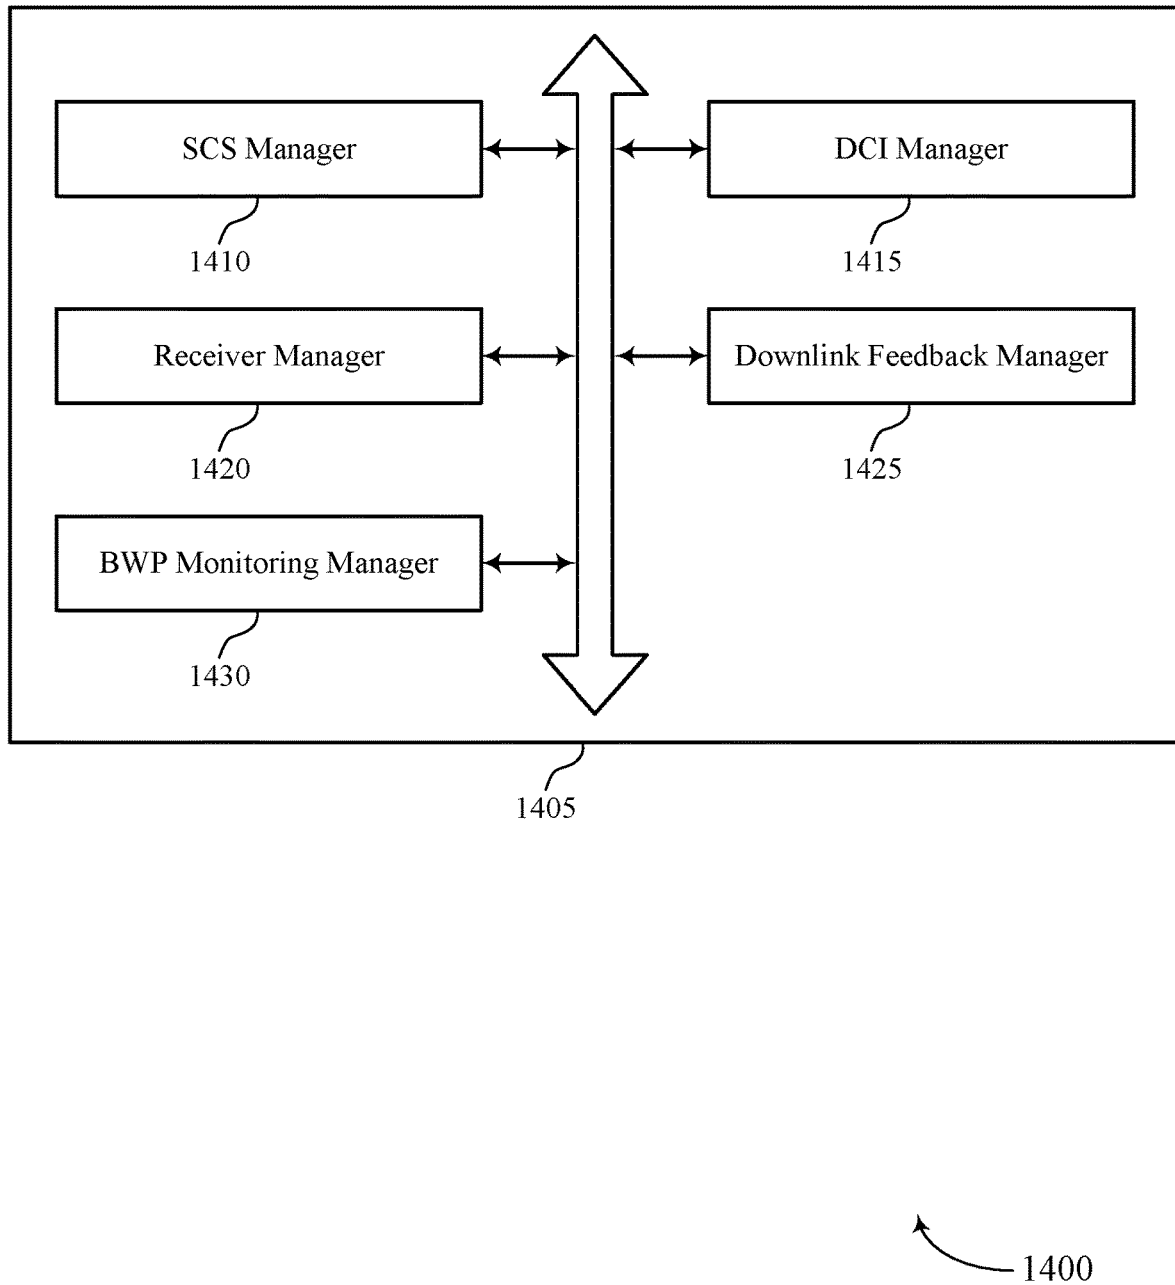 SCS Manager
DCI Manager
1410
1415
Receiver Manager
Downlink Feedback Manager
1420
1425
BWP Monitoring Manager
1430
1405
1400